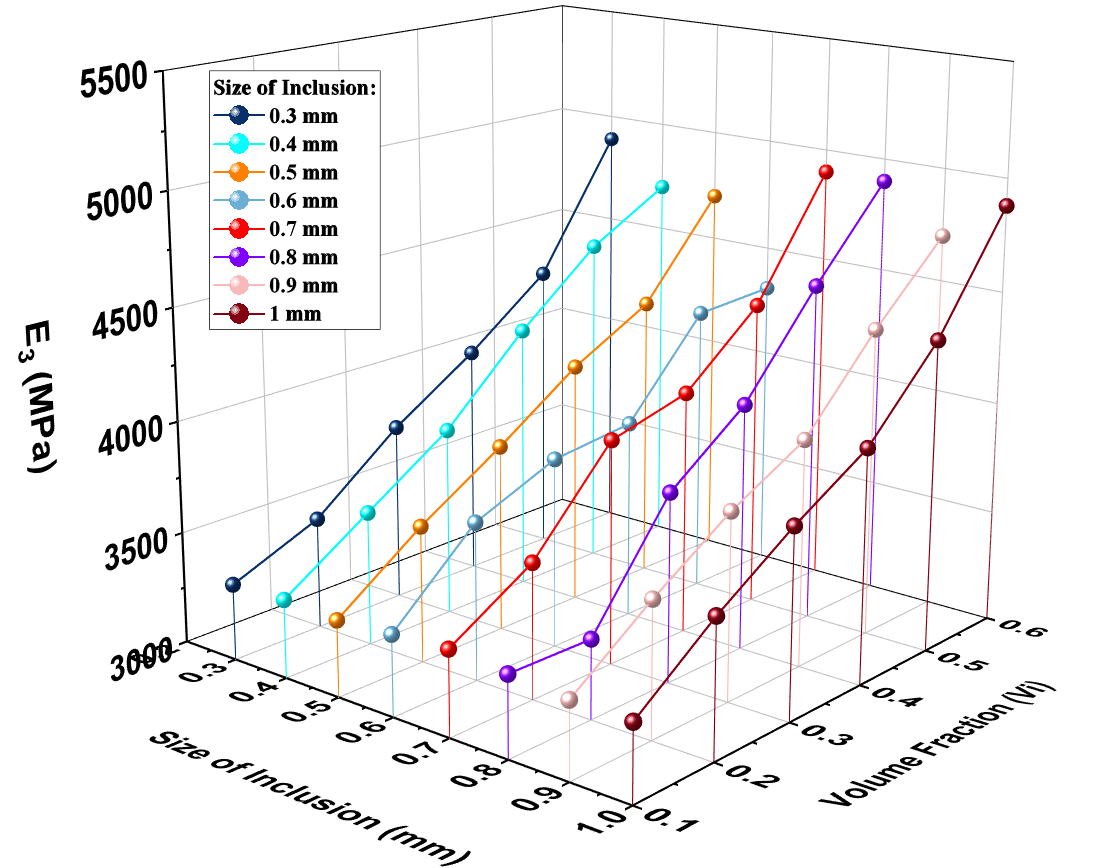 5500
5000
4500
4000
3500
3000
E3 (MPa)
Size of Inclusion:
0.3 mm
0.4 mm
0.5 mm
0.6 mm
0.7 mm
0.8 mm
0.9 mm
1 mm
0.3
0.4
0.5
0.6
0.7
0.8
0.9
1.0
Size of Inclusion (mm)
0.1
0.2
0.3
0.4
0.5
0.6
Volume Fraction (Vi)